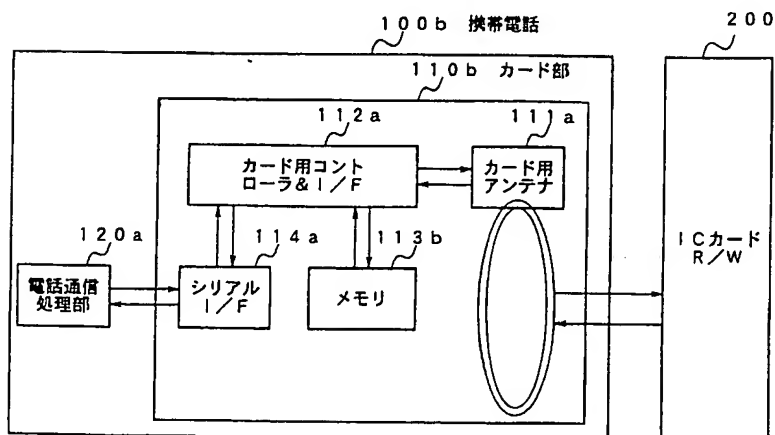 100b 携帯電話
200
110b カード部
112a
111a
カード用コント
ローラ&I/F
カード用
アンテナ
120a
114a
113b
ICカード
R/W
電話通信
処理部
シリアル
I/F
メモリ